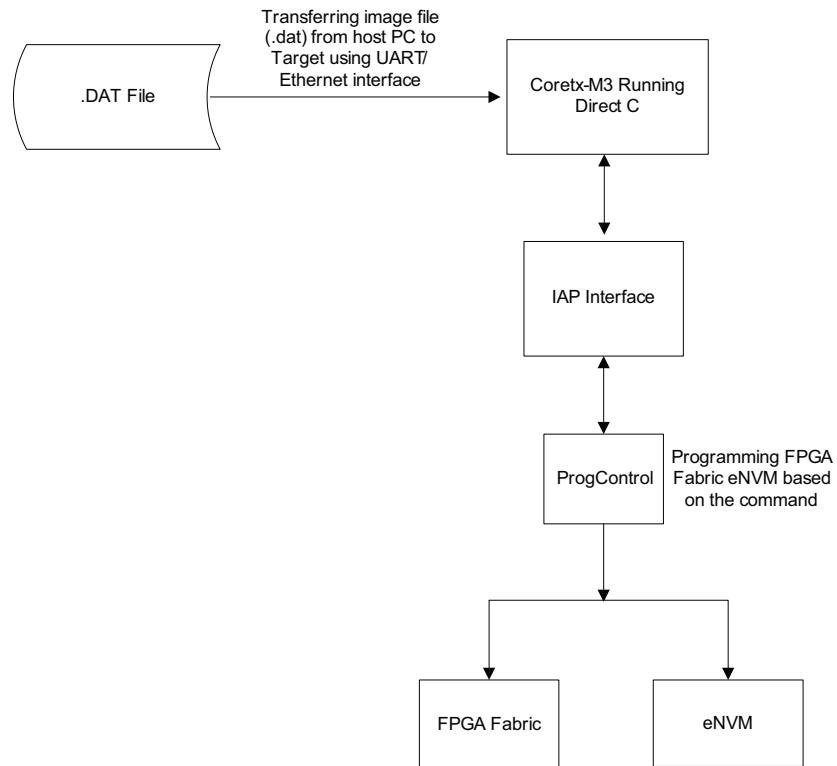 Transferring image file
(.dat) from host PC to
Target using UART/
Ethernet interface
.DAT File
Coretx-M3 Running
Direct C
IAP Interface
ProgControl
Programming FPGA
Fabric eNVM based
on the command
FPGA Fabric
eNVM